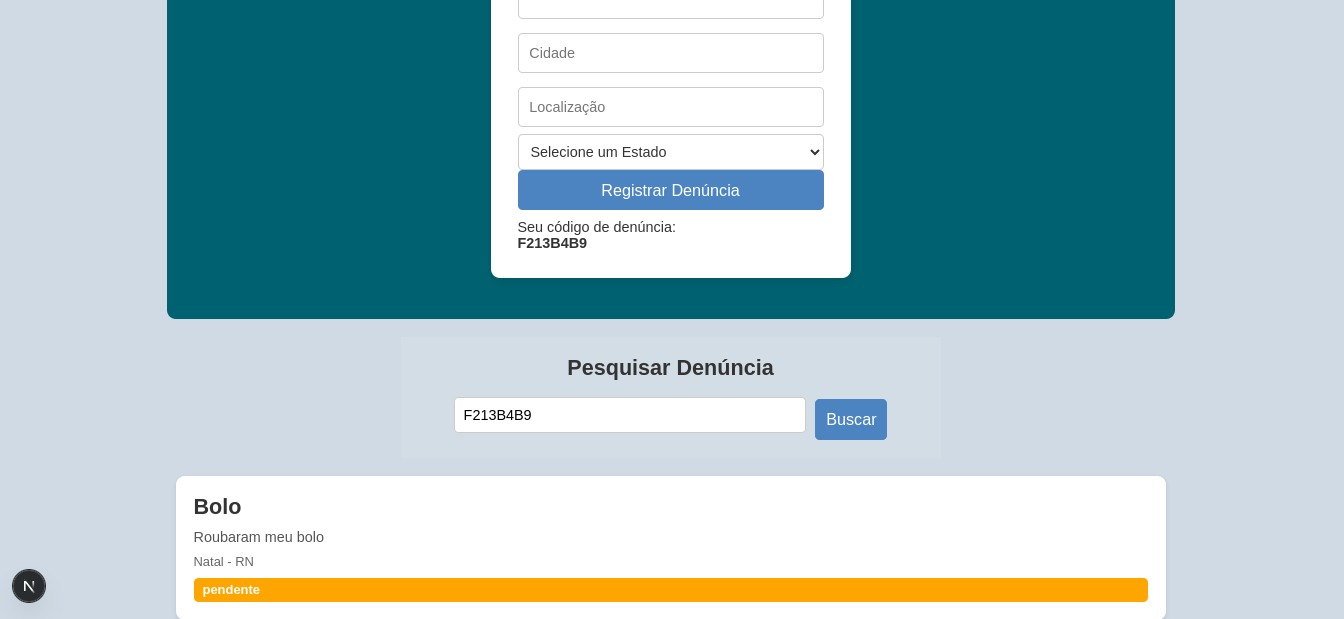 Cidade
Localização
Selecione um Estado
Registrar Denúncia
Seu código de denúncia:
F213B4B9
Pesquisar Denúncia
F213B4B9
Buscar
Bolo
Roubaram meu bolo
Natal - RN
pendente
N